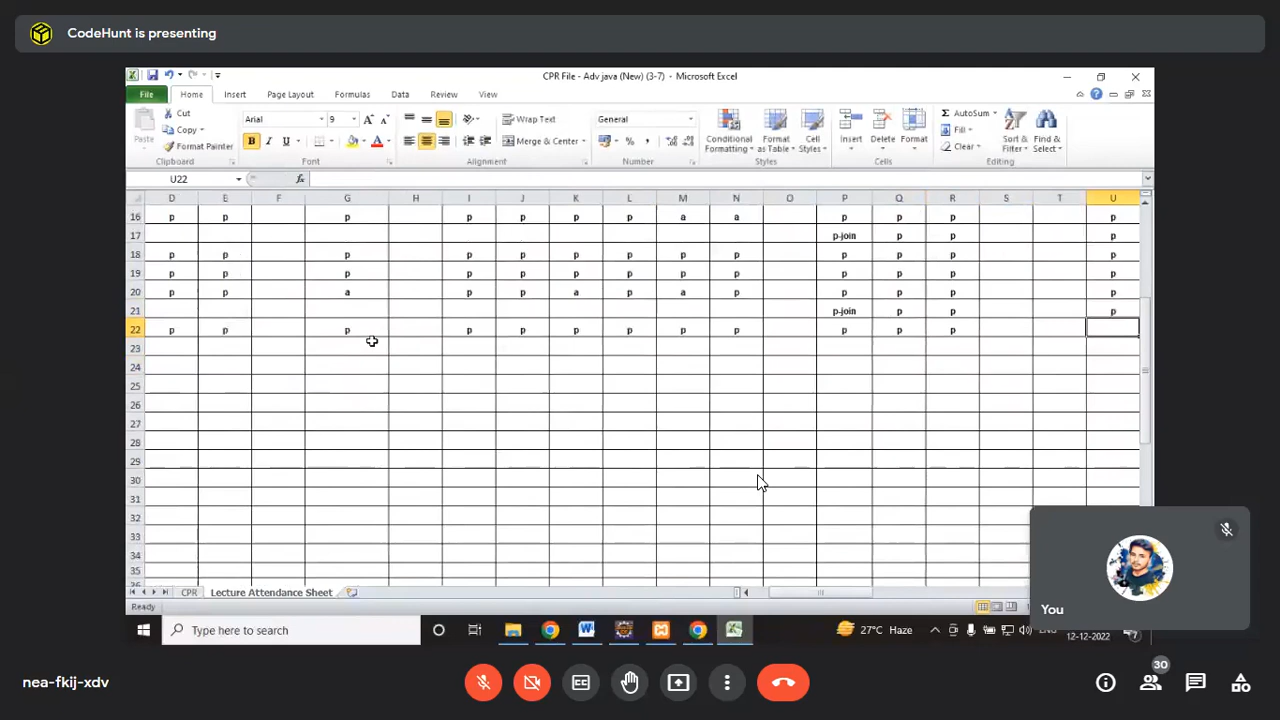 CodeHunt is presenting
CPR File - Adv java (New) (3-7) - Microsoft Excel
File Home Insert Page Layout Formulas Data Review View
Cut Arial 9 Wrap Text General AutoSum
Copy Fill
Paste Format Painter B I U A Merge & Center % , Conditional Formatting Format as Table Cell Styles Insert Delete Format Clear Sort & Filter Find & Select
Clipboard Font Alignment Number Styles Cells Editing
U22 fx
D E F G H I J K L M N O P Q R S T U
16 p p p p p p p a a p p p p
17 p-join p p p
18 p p p p p p p p p p p p p
19 p p p p p p p p p p p p p
20 p p a p p a p a p p p p p
21 p-join p p p
22 p p p p p p p p p p p p
23
24
25
26
27
28
29
30
31
32
33
34
35
CPR Lecture Attendance Sheet
Ready
Type here to search
27°C Haze
12-12-2022
You
nea-fkij-xdv
CC
30